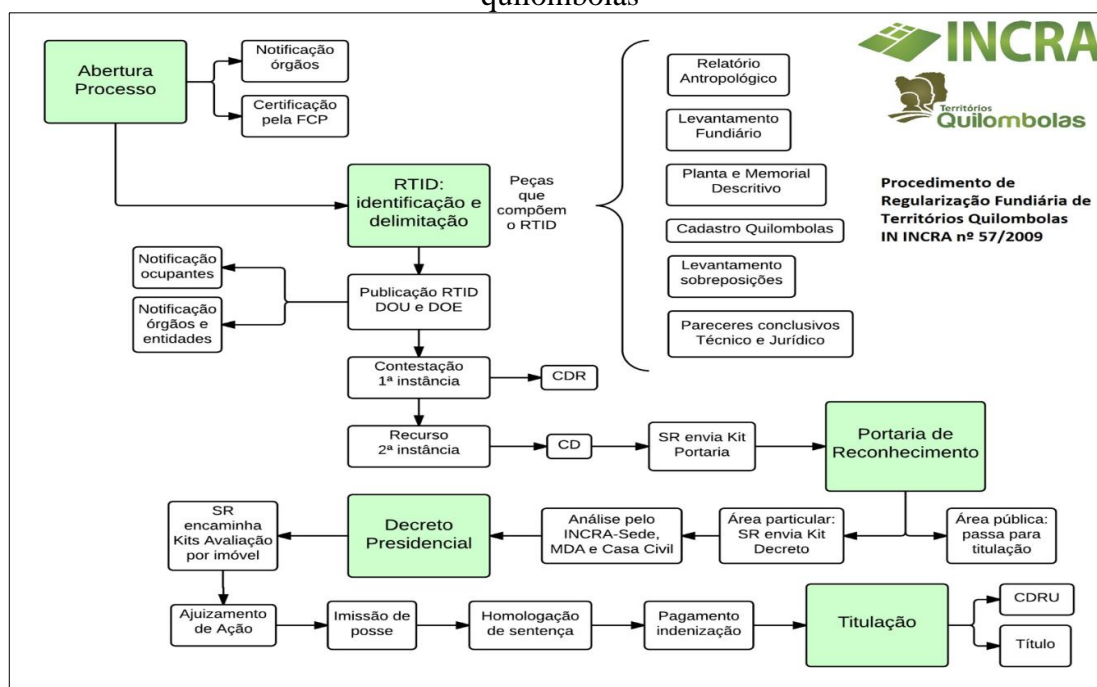 quilombolas
INCRA
Territórios
Quilombolas
Procedimento de
Regularização Fundiária de
Territórios Quilombolas
IN INCRA nº 57/2009
Abertura
Processo
Notificação
órgãos
Certificação
pela FCP
RTID:
identificação e
delimitação
Peças
que
compõem
o RTID
Relatório
Antropológico
Levantamento
Fundiário
Planta e Memorial
Descritivo
Cadastro Quilombolas
Levantamento
sobreposições
Pareceres conclusivos
Técnico e Jurídico
Notificação
ocupantes
Notificação
órgãos e
entidades
Publicação RTID
DOU e DOE
Contestação
1ª instância
CDR
Recurso
2ª instância
CD
SR envia Kit
Portaria
Portaria de
Reconhecimento
SR
encaminha
Kits Avaliação
por imóvel
Decreto
Presidencial
Análise pelo
INCRA-Sede,
MDA e Casa Civil
Área particular:
SR envia Kit
Decreto
Área pública:
passa para
titulação
Ajuizamento
de Ação
Imissão de
posse
Homologação
de sentença
Pagamento
indenização
Titulação
CDRU
Título